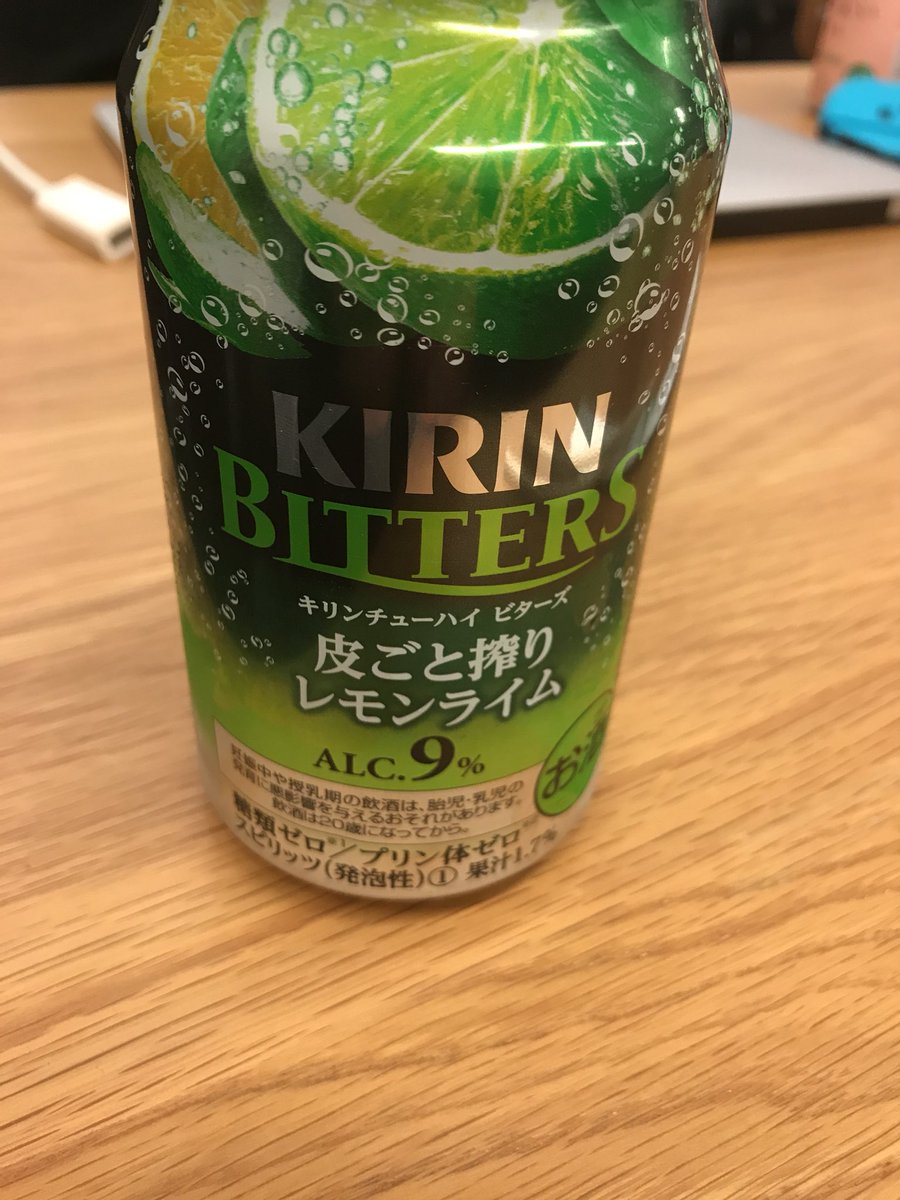 KIRIN
BITTERS
キリンチューハイ ビターズ
皮ごと搾り
レモンライム
ALC.9%
お酒
妊娠中や授乳期の飲酒は、胎児・乳児の
発育に悪影響を与えるおそれがあります。
飲酒は20歳になってから。
糖類ゼロ※1/プリン体ゼロ
スピリッツ(発泡性)① 果汁1.7%